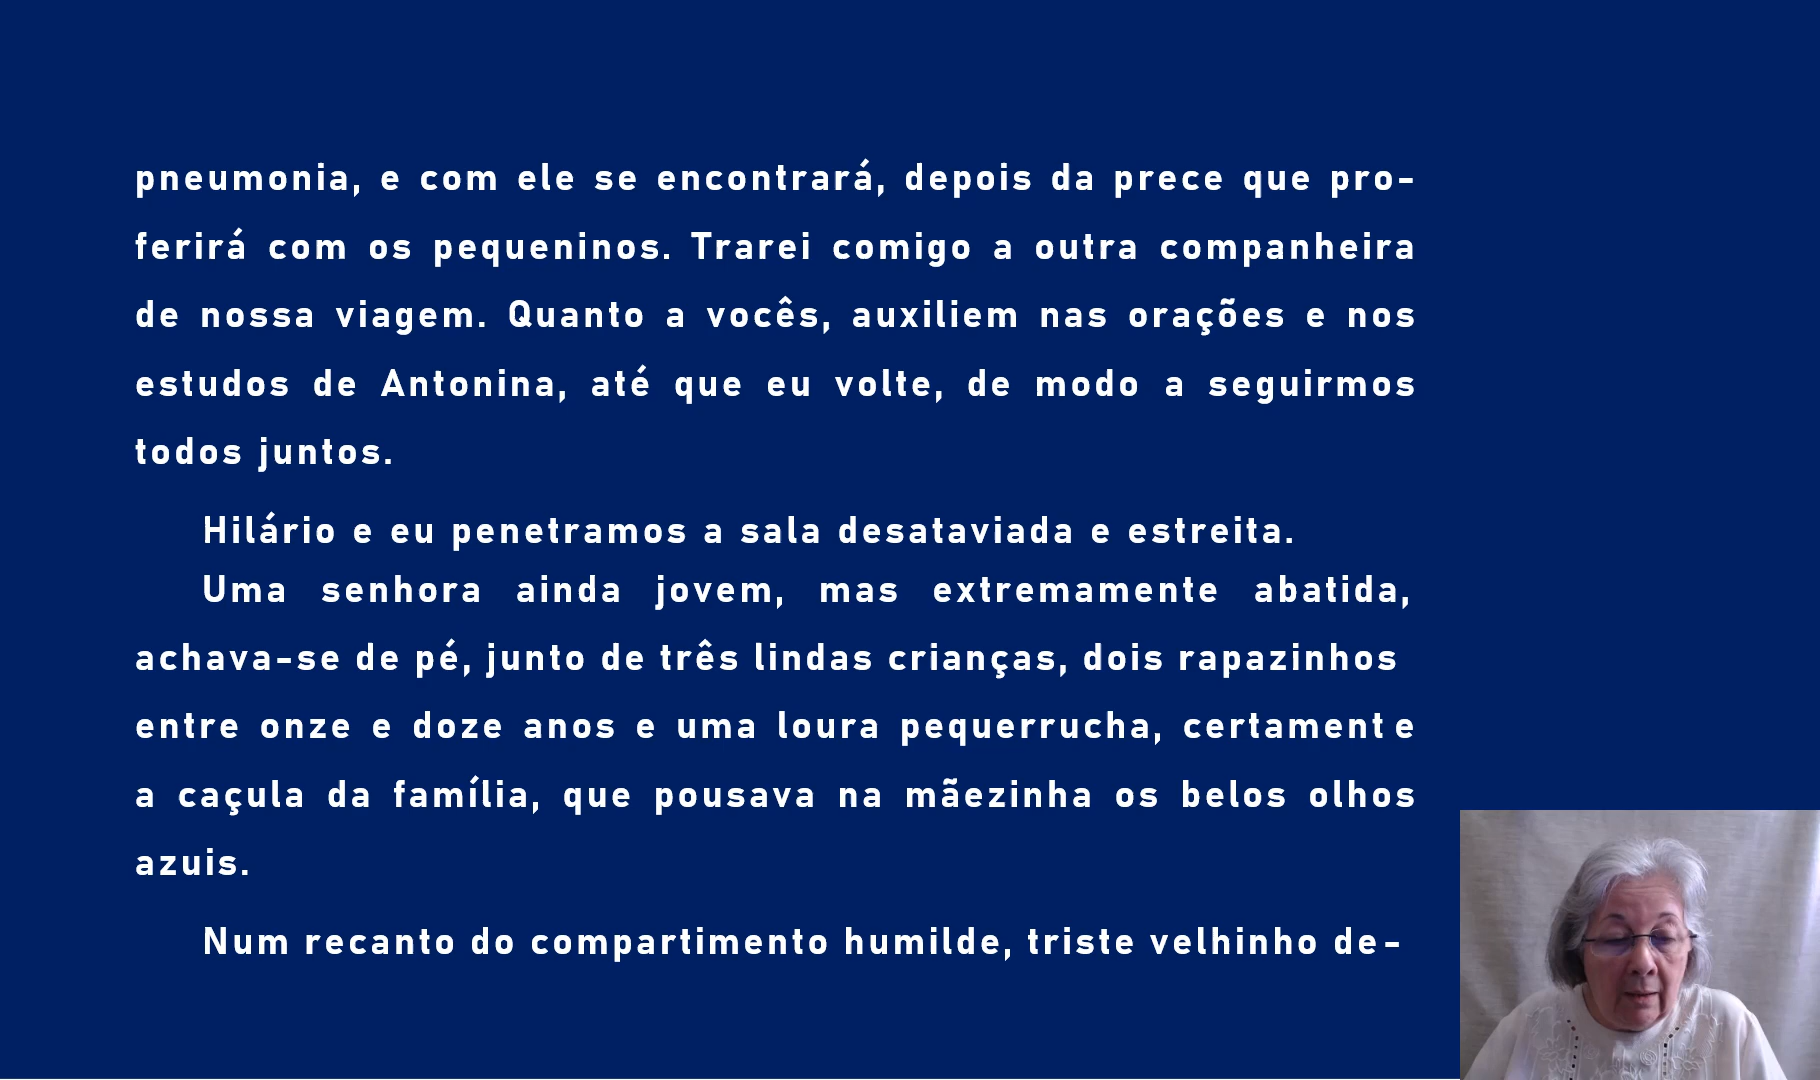 pneumonia, e com ele se encontrará, depois da prece que pro-
ferirá com os pequeninos. Trarei comigo a outra companheira
de nossa viagem. Quanto a vocês, auxiliem nas orações e nos
estudos de Antonina, até que eu volte, de modo a seguirmos
todos juntos.
Hilário e eu penetramos a sala desataviada e estreita.
Uma senhora ainda jovem, mas extremamente abatida,
achava-se de pé, junto de três lindas crianças, dois rapazinhos
entre onze e doze anos e uma loura pequerrucha, certamente
a caçula da família, que pousava na mãezinha os belos olhos
azuis.
Num recanto do compartimento humilde, triste velhinho de-